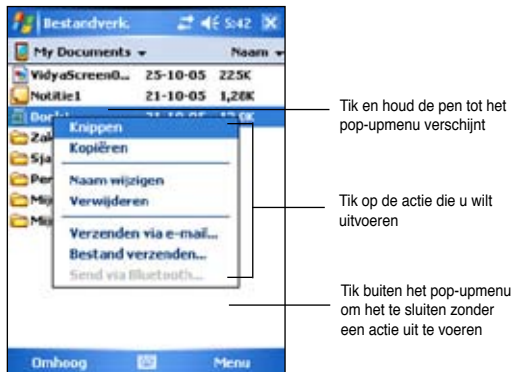 Bestandverk. 5:42
My Documents Naam
VidyaScreen0... 25-10-05 225K
Notitie1 21-10-05 1,28K
Knippen
Kopiëren
Naam wijzigen
Verwijderen
Verzenden via e-mail...
Bestand verzenden...
Send via Bluetooth...
Omhoog Menu
Tik en houd de pen tot het
pop-upmenu verschijnt
Tik op de actie die u wilt
uitvoeren
Tik buiten het pop-upmenu
om het te sluiten zonder
een actie uit te voeren